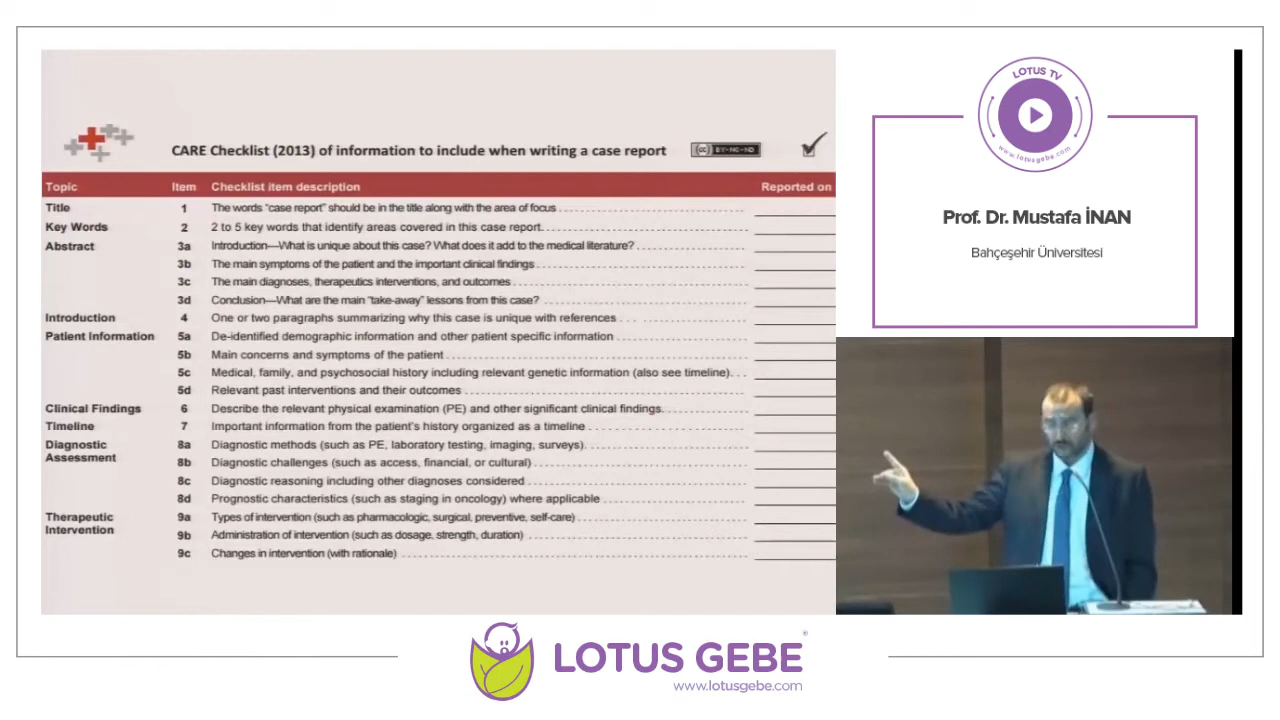 CARE Checklist (2013) of information to include when writing a case report
(cc) BY-NC-ND
Topic Item Checklist item description Reported on
Title 1 The words “case report” should be in the title along with the area of focus
Key Words 2 2 to 5 key words that identify areas covered in this case report.
Abstract 3a Introduction—What is unique about this case? What does it add to the medical literature?
3b The main symptoms of the patient and the important clinical findings
3c The main diagnoses, therapeutics interventions, and outcomes
3d Conclusion—What are the main “take-away” lessons from this case?
Introduction 4 One or two paragraphs summarizing why this case is unique with references
Patient Information 5a De-identified demographic information and other patient specific information
5b Main concerns and symptoms of the patient
5c Medical, family, and psychosocial history including relevant genetic information (also see timeline).
5d Relevant past interventions and their outcomes
Clinical Findings 6 Describe the relevant physical examination (PE) and other significant clinical findings.
Timeline 7 Important information from the patient’s history organized as a timeline
Diagnostic Assessment 8a Diagnostic methods (such as PE, laboratory testing, imaging, surveys).
8b Diagnostic challenges (such as access, financial, or cultural)
8c Diagnostic reasoning including other diagnoses considered
8d Prognostic characteristics (such as staging in oncology) where applicable
Therapeutic Intervention 9a Types of intervention (such as pharmacologic, surgical, preventive, self-care)
9b Administration of intervention (such as dosage, strength, duration)
9c Changes in intervention (with rationale)
LOTUS TV
www.lotusgebe.com
Prof. Dr. Mustafa İNAN
Bahçeşehir Üniversitesi
LOTUS GEBE®
www.lotusgebe.com